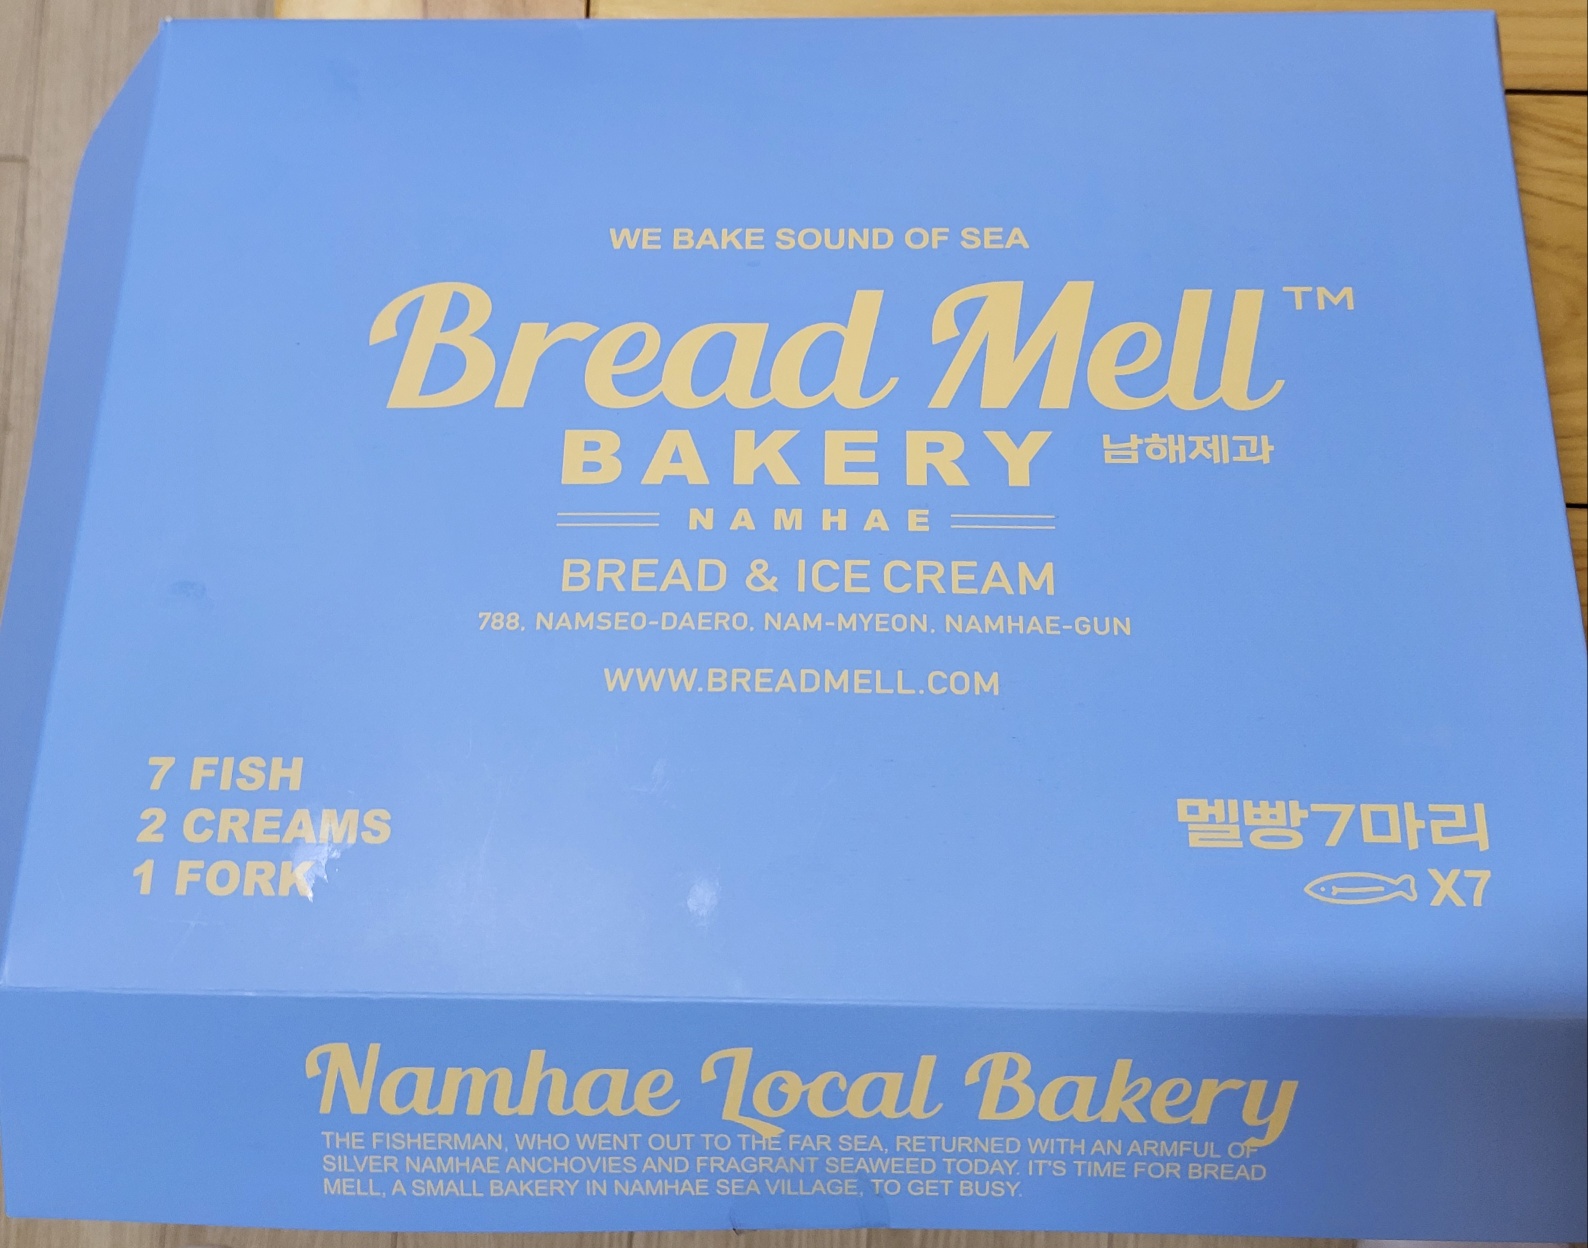 WE BAKE SOUND OF SEA
Bread Mell™
BAKERY 남해제과
NAMHAE
BREAD & ICE CREAM
788, NAMSEO-DAERO, NAM-MYEON, NAMHAE-GUN
WWW.BREADMELL.COM
7 FISH
2 CREAMS
1 FORK
멜빵7마리
X7
Namhae Local Bakery
THE FISHERMAN, WHO WENT OUT TO THE FAR SEA, RETURNED WITH AN ARMFUL OF
SILVER NAMHAE ANCHOVIES AND FRAGRANT SEAWEED TODAY. IT'S TIME FOR BREAD
MELL, A SMALL BAKERY IN NAMHAE SEA VILLAGE, TO GET BUSY.